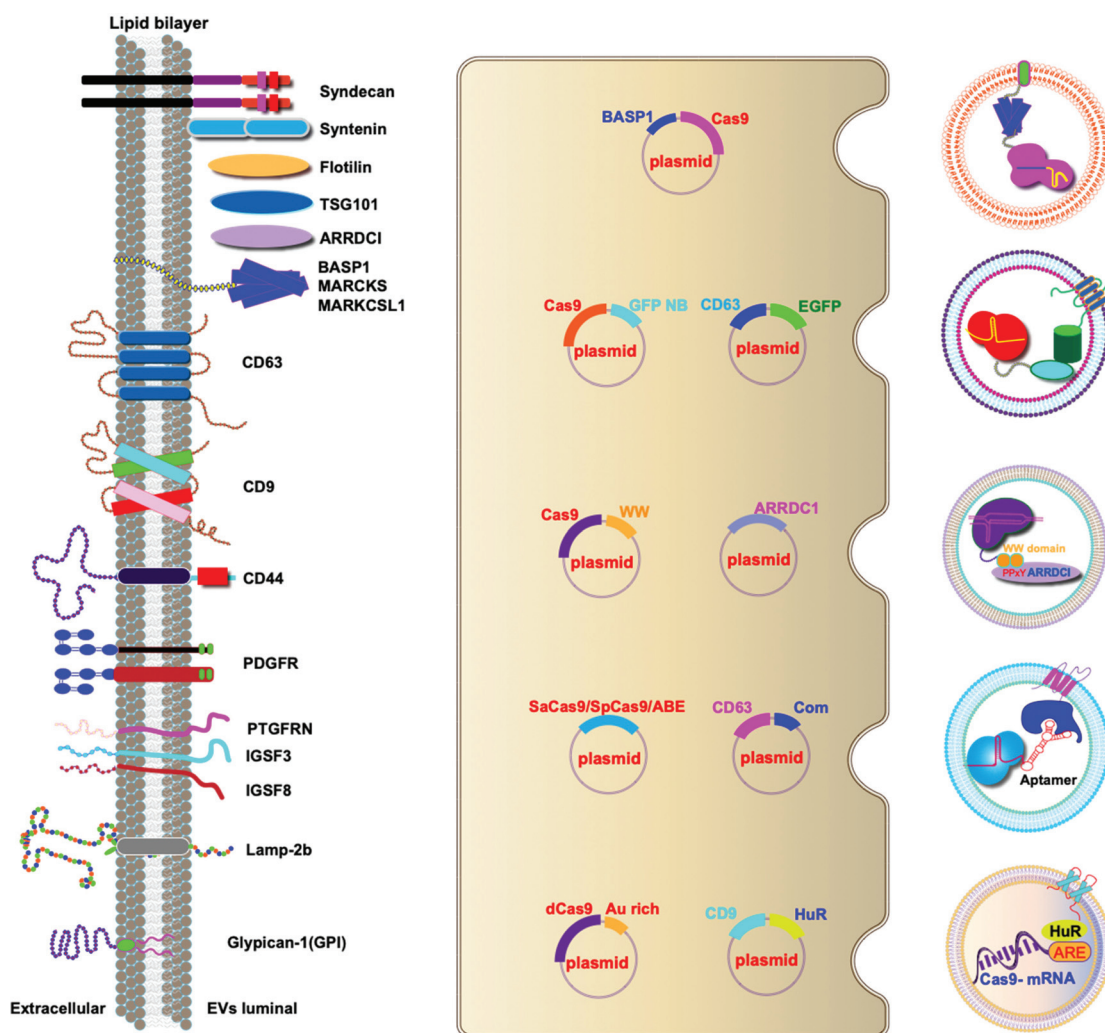 Lipid bilayer
Syndecan
Syntenin
Flotilin
TSG101
ARRDCI
BASP1
MARCKS
MARKCSL1
CD63
CD9
CD44
PDGFR
PTGFRN
IGSF3
IGSF8
Lamp-2b
Glypican-1(GPI)
Extracellular
EVs luminal
BASP1
Cas9
plasmid
Cas9
GFP NB
plasmid
CD63
EGFP
plasmid
Cas9
WW
plasmid
ARRDC1
plasmid
SaCas9/SpCas9/ABE
plasmid
CD63
Com
plasmid
dCas9
Au rich
plasmid
CD9
HuR
plasmid
WW domain
PPxY ARRDCI
Aptamer
HuR
ARE
Cas9- mRNA